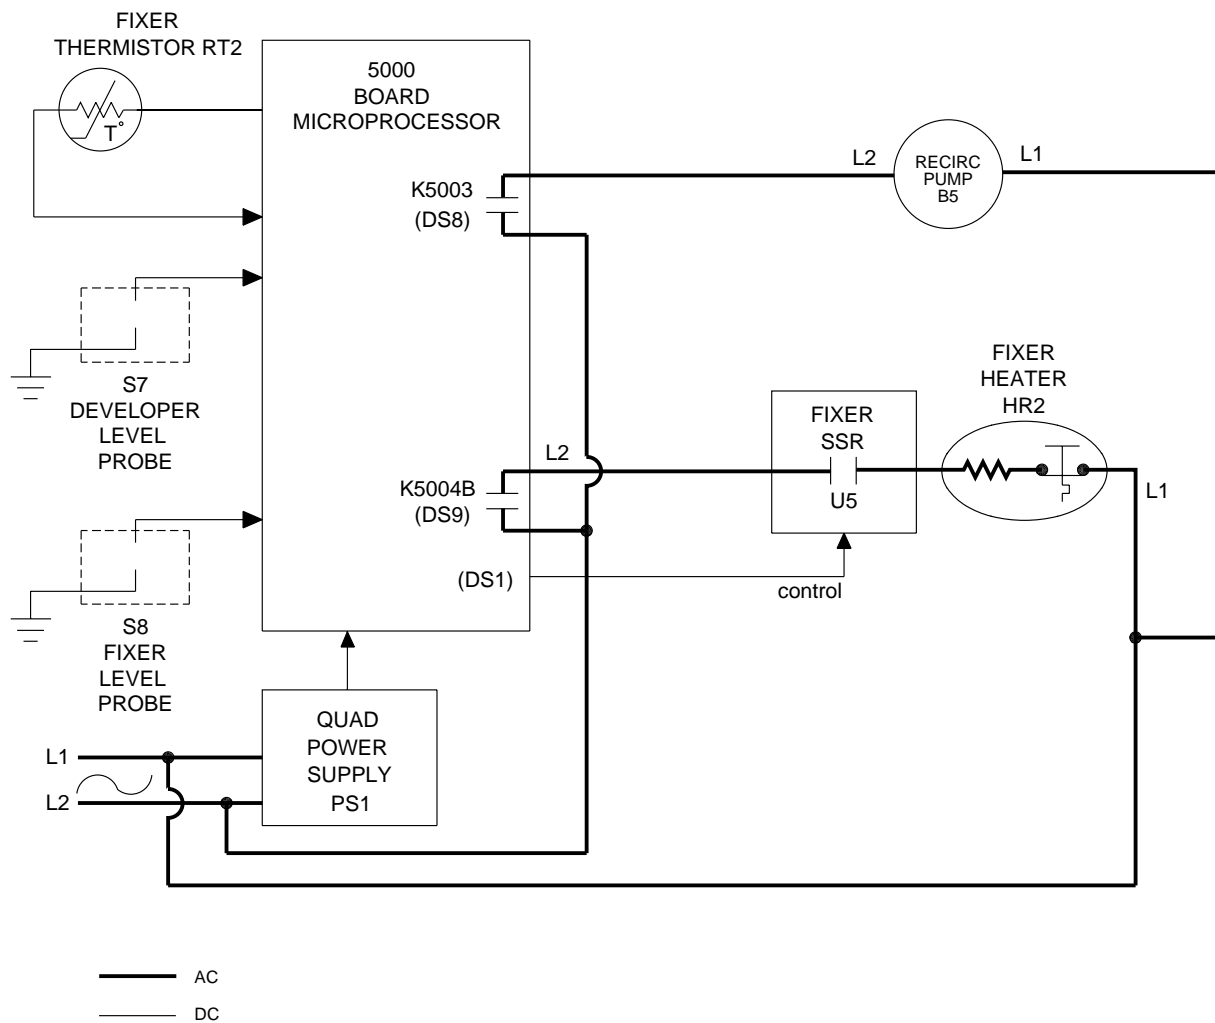 FIXER
THERMISTOR RT2
T°
5000
BOARD
MICROPROCESSOR
K5003
(DS8)
L2
RECIRC
PUMP
B5
L1
S7
DEVELOPER
LEVEL
PROBE
FIXER
HEATER
HR2
FIXER
SSR
U5
L2
K5004B
(DS9)
L1
(DS1)
control
S8
FIXER
LEVEL
PROBE
QUAD
POWER
SUPPLY
PS1
L1
L2
AC
DC